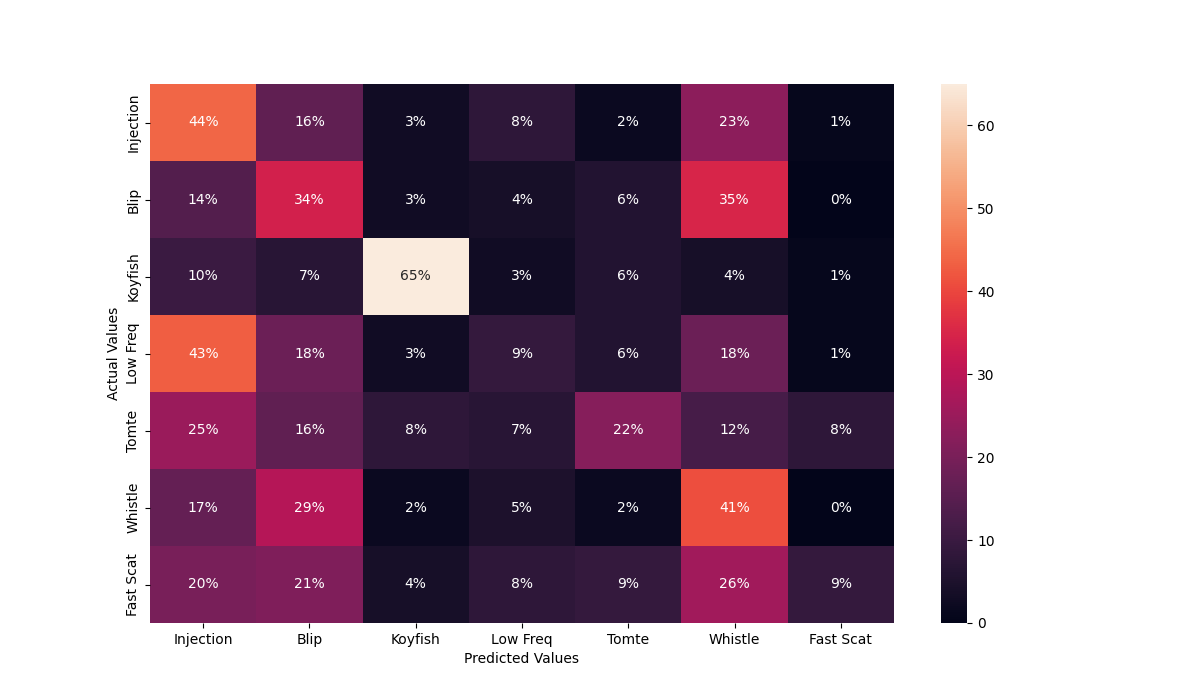 Injection 44% 16% 3% 8% 2% 23% 1%
Blip 14% 34% 3% 4% 6% 35% 0%
Koyfish 10% 7% 65% 3% 6% 4% 1%
Low Freq 43% 18% 3% 9% 6% 18% 1%
Tomte 25% 16% 8% 7% 22% 12% 8%
Whistle 17% 29% 2% 5% 2% 41% 0%
Fast Scat 20% 21% 4% 8% 9% 26% 9%
Actual Values
Injection Blip Koyfish Low Freq Tomte Whistle Fast Scat
Predicted Values
60
50
40
30
20
10
0